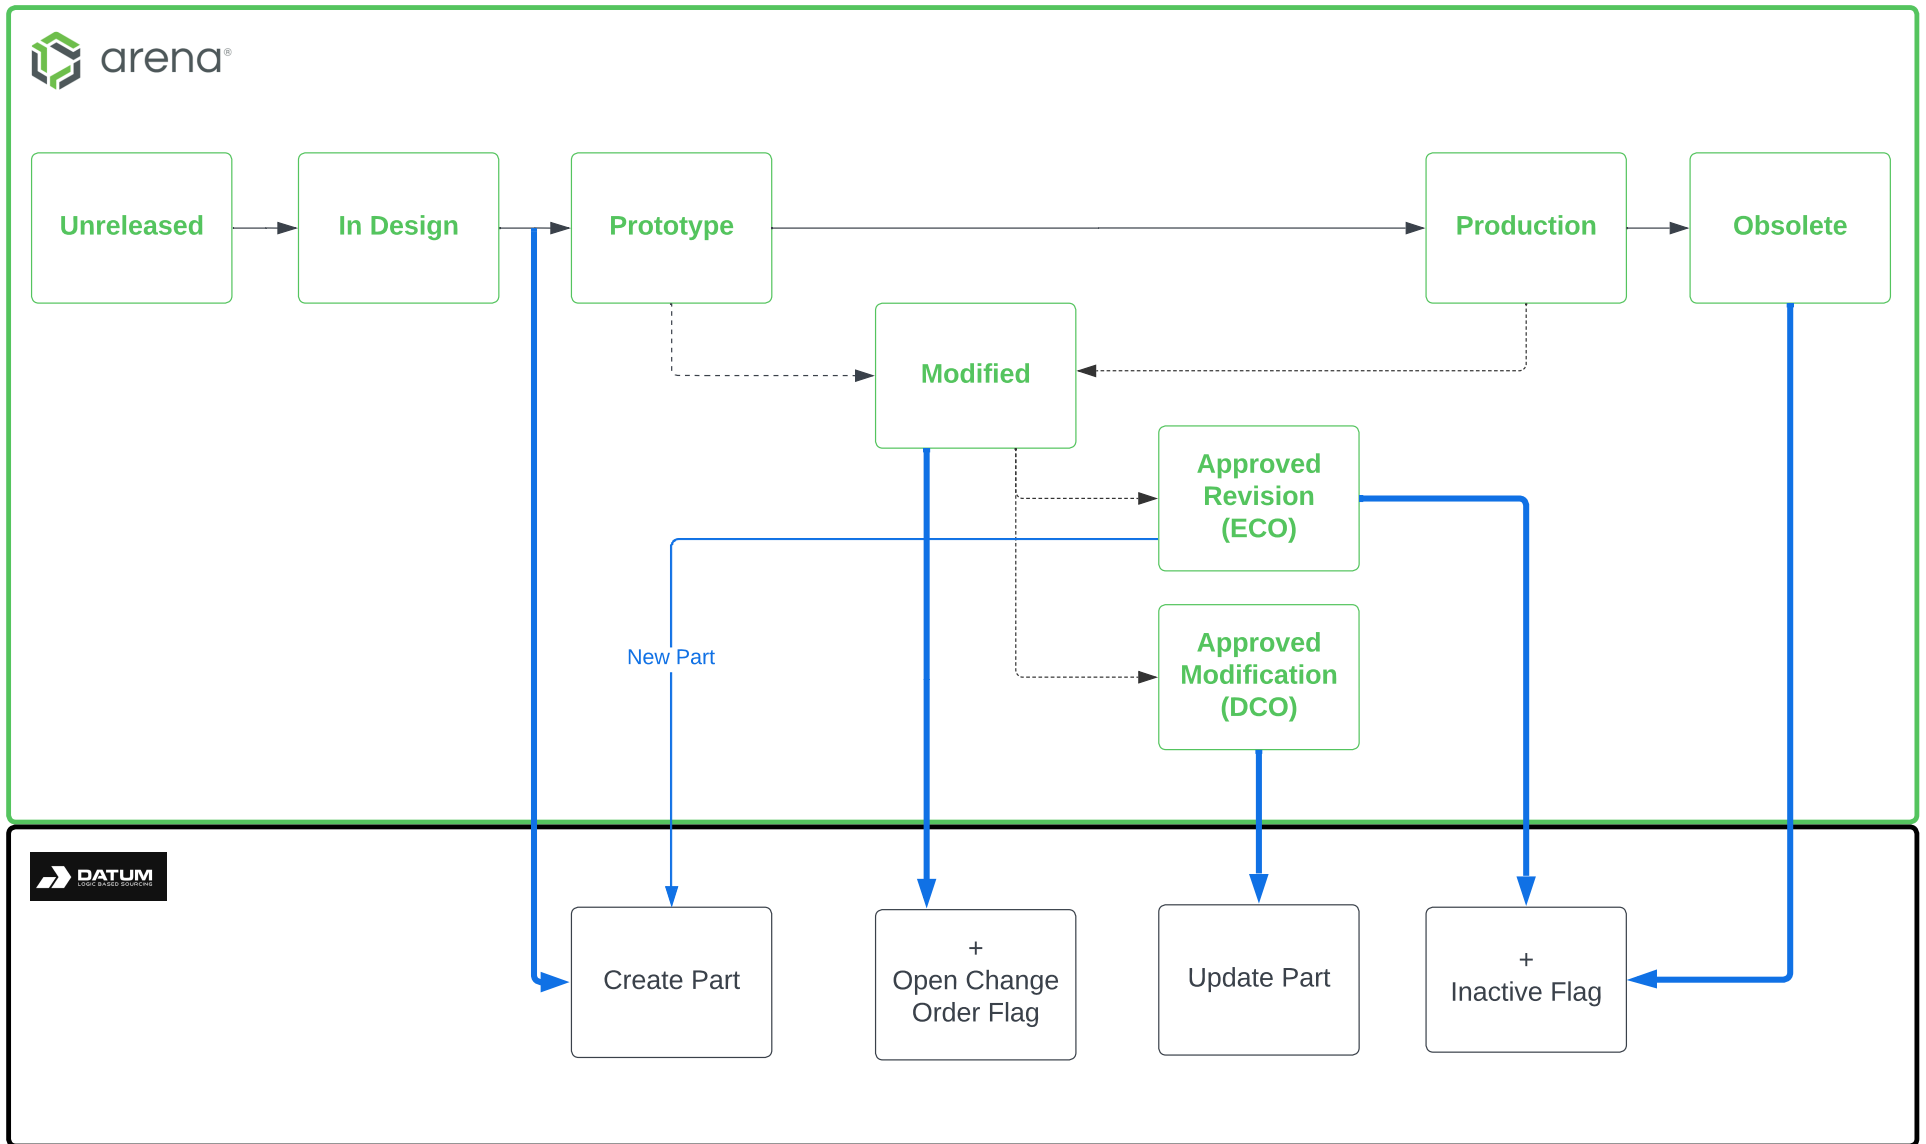 arena®
Unreleased
In Design
Prototype
Production
Obsolete
Modified
Approved
Revision
(ECO)
New Part
Approved
Modification
(DCO)
DATUM
LOGIC BASED SOURCING
Create Part
+
Open Change
Order Flag
Update Part
+
Inactive Flag